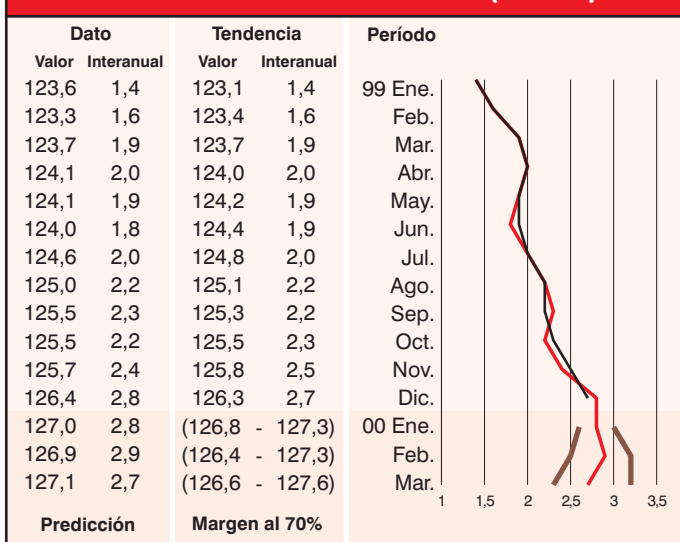 Dato Tendencia Período
Valor Interanual Valor Interanual
123,6 1,4 123,1 1,4 99 Ene.
123,3 1,6 123,4 1,6 Feb.
123,7 1,9 123,7 1,9 Mar.
124,1 2,0 124,0 2,0 Abr.
124,1 1,9 124,2 1,9 May.
124,0 1,8 124,4 1,9 Jun.
124,6 2,0 124,8 2,0 Jul.
125,0 2,2 125,1 2,2 Ago.
125,5 2,3 125,3 2,2 Sep.
125,5 2,2 125,5 2,3 Oct.
125,7 2,4 125,8 2,5 Nov.
126,4 2,8 126,3 2,7 Dic.
127,0 2,8 (126,8 - 127,3) 00 Ene.
126,9 2,9 (126,4 - 127,3) Feb.
127,1 2,7 (126,6 - 127,6) Mar.
1 1,5 2 2,5 3 3,5
Predicción Margen al 70%